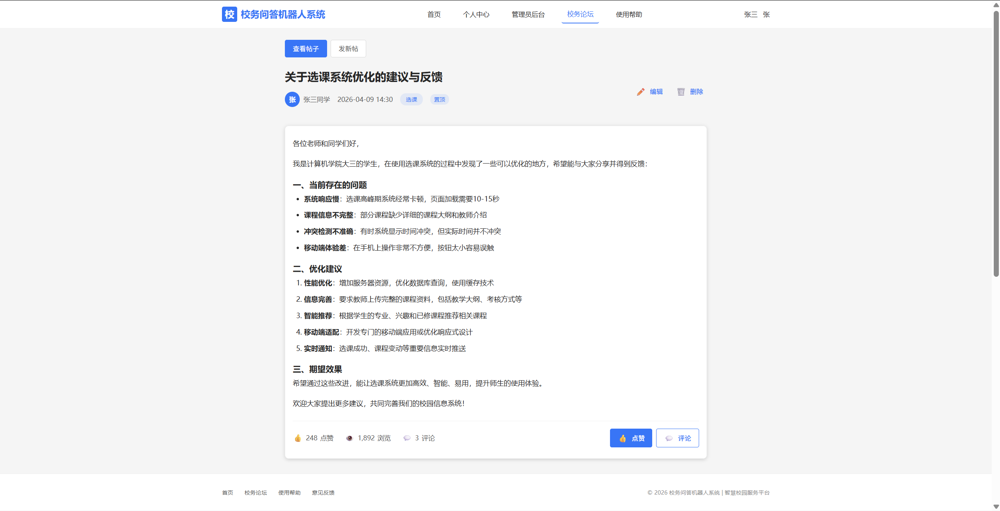 校 校务问答机器人系统 首页 个人中心 管理员后台 校务论坛 使用帮助 张三 张
查看帖子 发新帖
关于选课系统优化的建议与反馈
编辑 删除
张 张三同学 2026-04-09 14:30 选课 置顶
各位老师和同学们好，
我是计算机学院大三的学生，在使用选课系统的过程中发现了一些可以优化的地方，希望能与大家分享并得到反馈：
一、当前存在的问题
• 系统响应慢：选课高峰期系统经常卡顿，页面加载需要10-15秒
• 课程信息不完整：部分课程缺少详细的课程大纲和教师介绍
• 冲突检测不准确：有时系统显示时间冲突，但实际时间并不冲突
• 移动端体验差：在手机上操作非常不方便，按钮太小容易误触
二、优化建议
1. 性能优化：增加服务器资源，优化数据库查询，使用缓存技术
2. 信息完善：要求教师上传完整的课程资料，包括教学大纲、考核方式等
3. 智能推荐：根据学生的专业、兴趣和已修课程推荐相关课程
4. 移动端适配：开发专门的移动端应用或优化响应式设计
5. 实时通知：选课成功、课程变动等重要信息实时推送
三、期望效果
希望通过这些改进，能让选课系统更加高效、智能、易用，提升师生的使用体验。
欢迎大家提出更多建议，共同完善我们的校园信息系统！
248 点赞 1,892 浏览 3 评论 点赞 评论
首页 校务论坛 使用帮助 意见反馈 © 2026 校务问答机器人系统 | 智慧校园服务平台